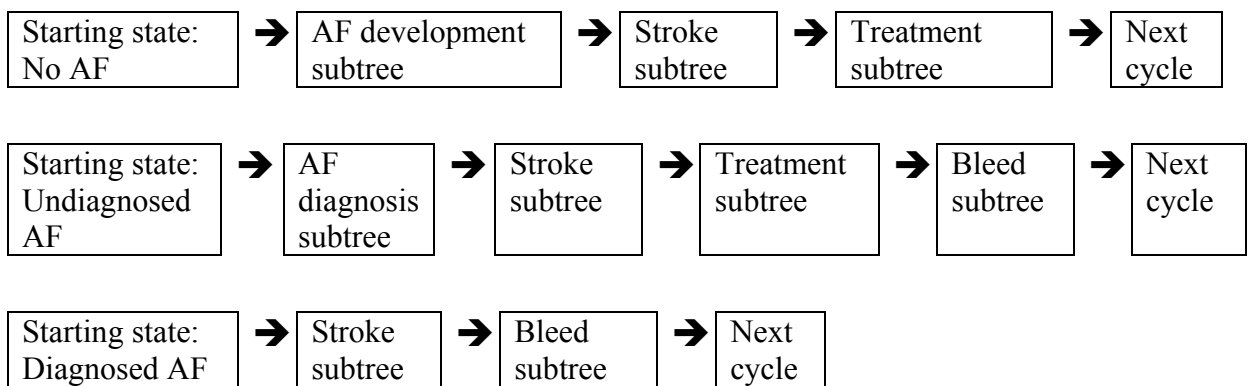 Starting state:
No AF
AF development
subtree
Stroke
subtree
Treatment
subtree
Next
cycle
Starting state:
Undiagnosed
AF
AF
diagnosis
subtree
Stroke
subtree
Treatment
subtree
Bleed
subtree
Next
cycle
Starting state:
Diagnosed AF
Stroke
subtree
Bleed
subtree
Next
cycle